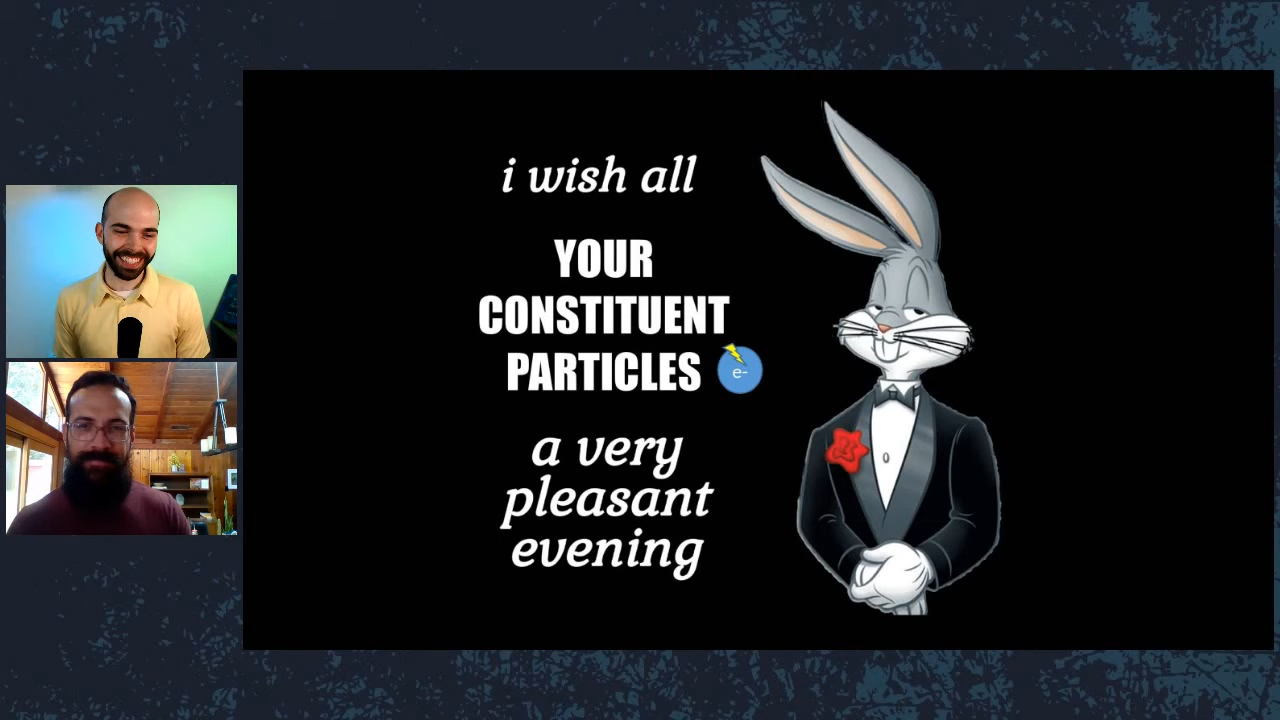 i wish all
YOUR
CONSTITUENT
PARTICLES
e-
a very
pleasant
evening